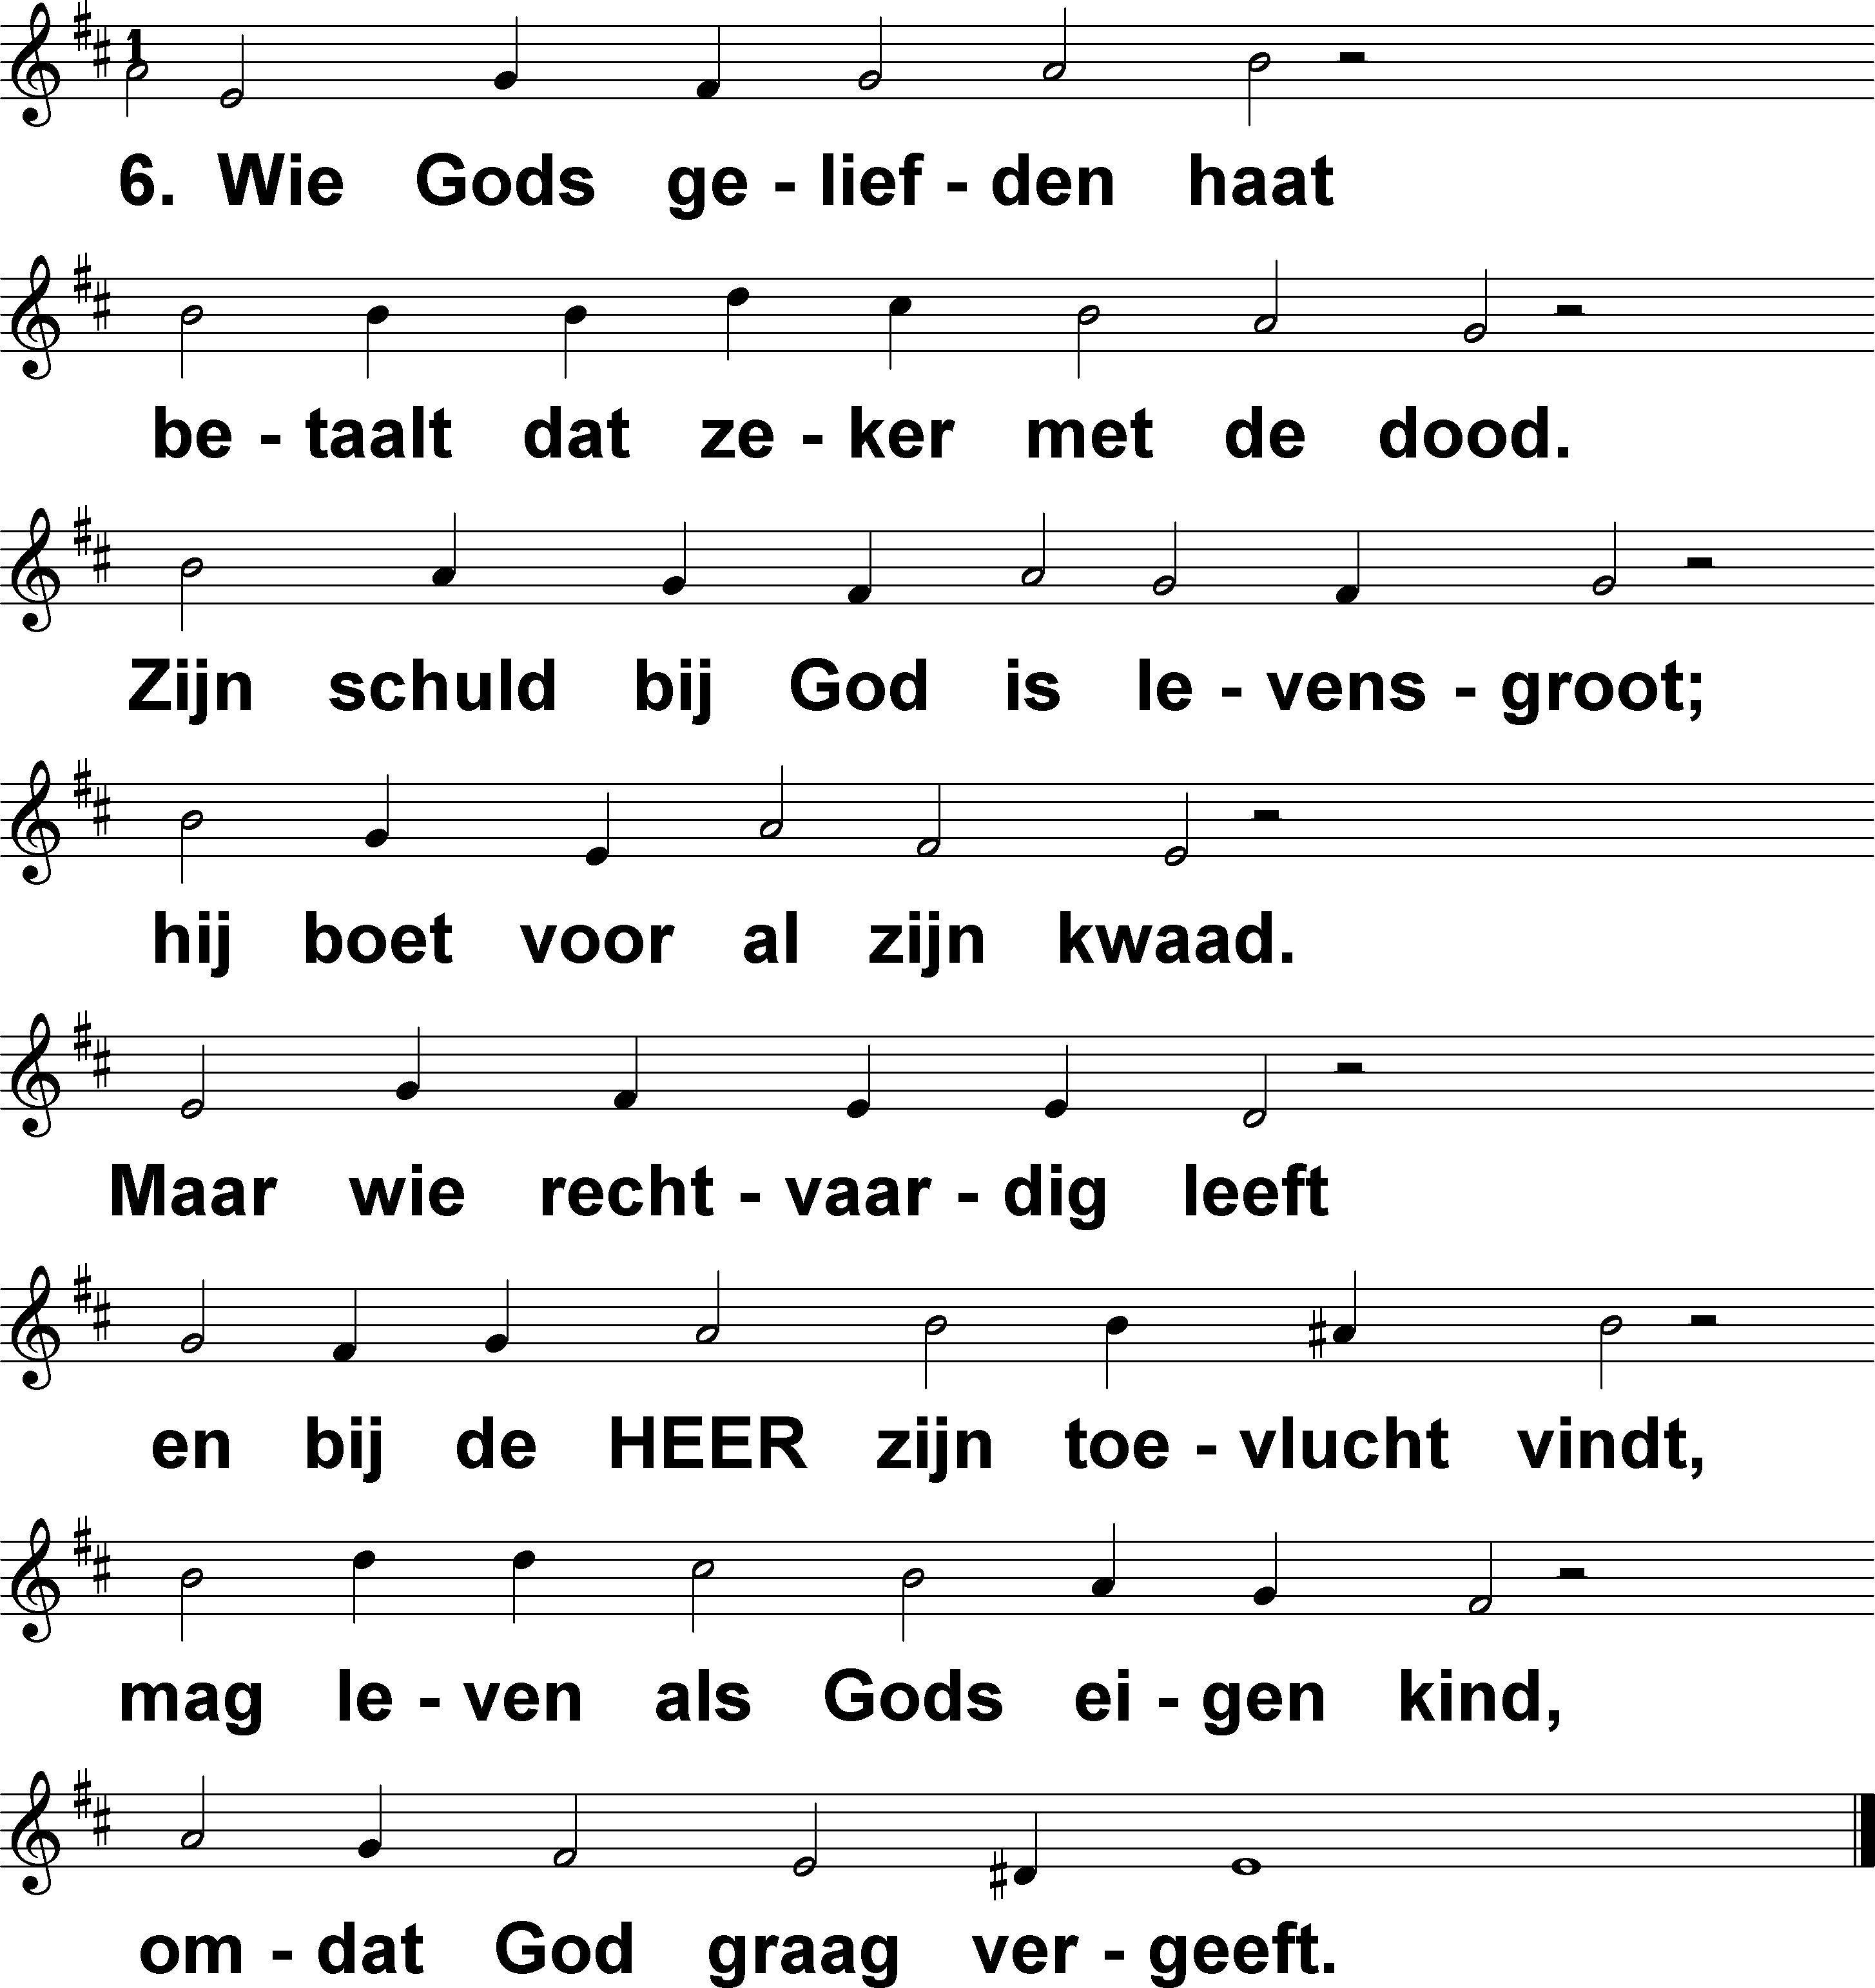 6. Wie Gods ge - lief - den haat
be - taalt dat ze - ker met de dood.
Zijn schuld bij God is le - vens - groot;
hij boet voor al zijn kwaad.
Maar wie recht - vaar - dig leeft
en bij de HEER zijn toe - vlucht vindt,
mag le - ven als Gods ei - gen kind,
om - dat God graag ver - geeft.